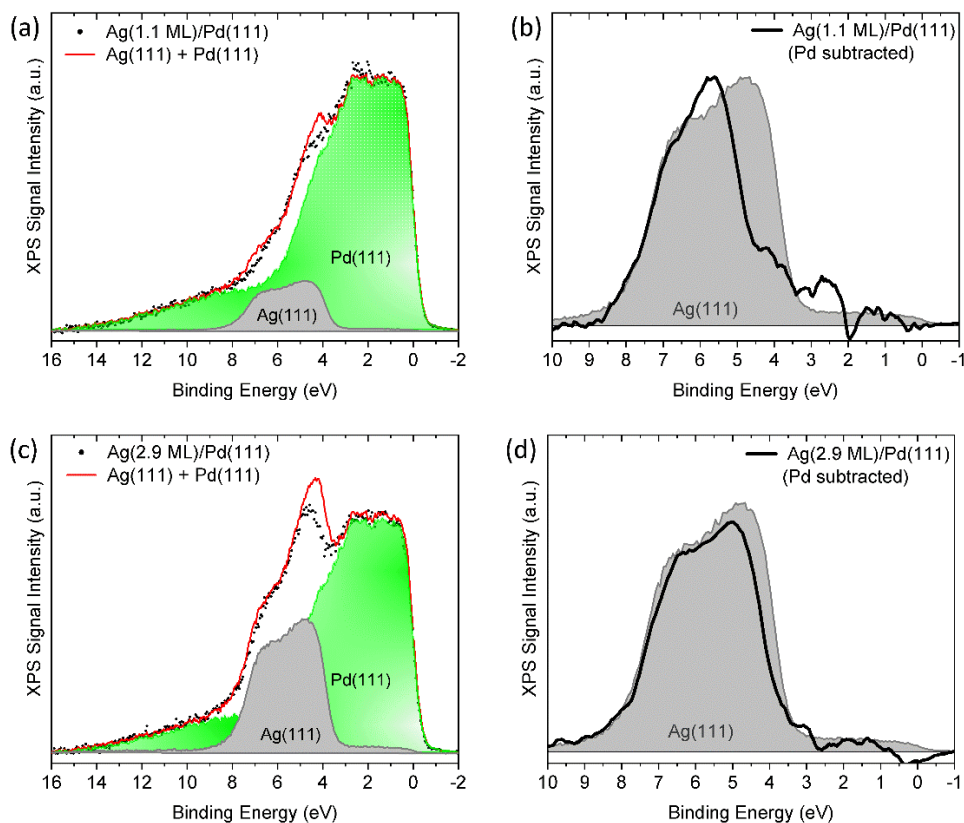 (a)
Ag(1.1 ML)/Pd(111)
Ag(111) + Pd(111)
XPS Signal Intensity (a.u.)
Pd(111)
Ag(111)
16 14 12 10 8 6 4 2 0 -2
Binding Energy (eV)
(b)
Ag(1.1 ML)/Pd(111)
(Pd subtracted)
XPS Signal Intensity (a.u.)
Ag(111)
10 9 8 7 6 5 4 3 2 1 0 -1
Binding Energy (eV)
(c)
Ag(2.9 ML)/Pd(111)
Ag(111) + Pd(111)
XPS Signal Intensity (a.u.)
Pd(111)
Ag(111)
16 14 12 10 8 6 4 2 0 -2
Binding Energy (eV)
(d)
Ag(2.9 ML)/Pd(111)
(Pd subtracted)
XPS Signal Intensity (a.u.)
Ag(111)
10 9 8 7 6 5 4 3 2 1 0 -1
Binding Energy (eV)